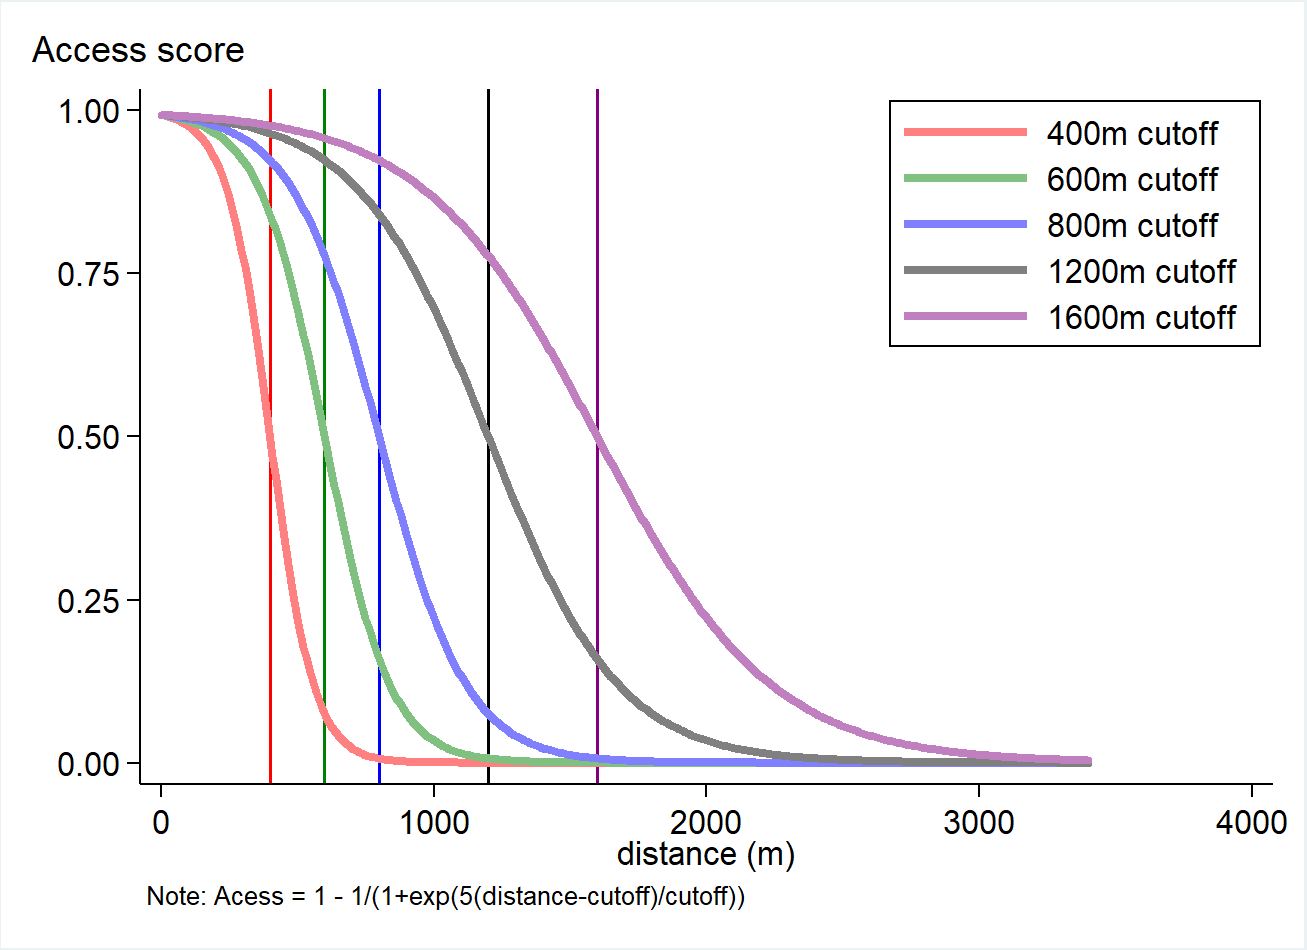 Access score
1.00
0.75
0.50
0.25
0.00
400m cutoff
600m cutoff
800m cutoff
1200m cutoff
1600m cutoff
0 1000 2000 3000 4000
distance (m)
Note: Acess = 1 - 1/(1+exp(5(distance-cutoff)/cutoff))